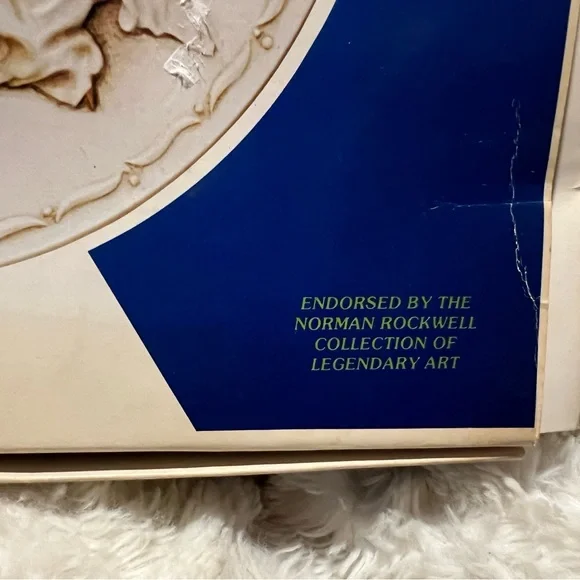 ENDORSED BY THE
NORMAN ROCKWELL
COLLECTION OF
LEGENDARY ART